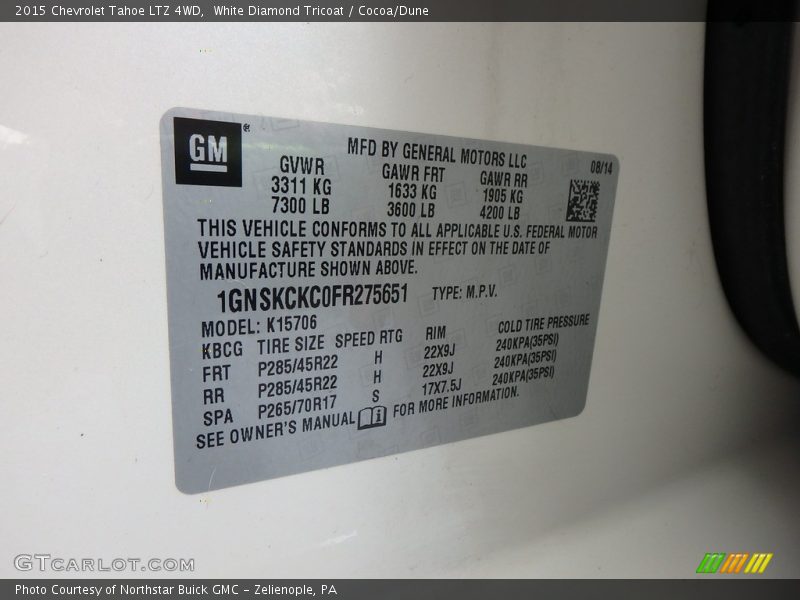 2015 Chevrolet Tahoe LTZ 4WD, White Diamond Tricoat / Cocoa/Dune
GM®
MFD BY GENERAL MOTORS LLC
08/14
GVWR GAWR FRT GAWR RR
3311 KG 1633 KG 1905 KG
7300 LB 3600 LB 4200 LB
THIS VEHICLE CONFORMS TO ALL APPLICABLE U.S. FEDERAL MOTOR
VEHICLE SAFETY STANDARDS IN EFFECT ON THE DATE OF
MANUFACTURE SHOWN ABOVE.
1GNSKCKC0FR275651 TYPE: M.P.V.
MODEL: K15706
KBCG TIRE SIZE SPEED RTG RIM COLD TIRE PRESSURE
FRT P285/45R22 H 22X9J 240KPA(35PSI)
RR P285/45R22 H 22X9J 240KPA(35PSI)
SPA P265/70R17 S 17X7.5J 240KPA(35PSI)
SEE OWNER'S MANUAL FOR MORE INFORMATION.
GTcarlot.com
Photo Courtesy of Northstar Buick GMC - Zelienople, PA